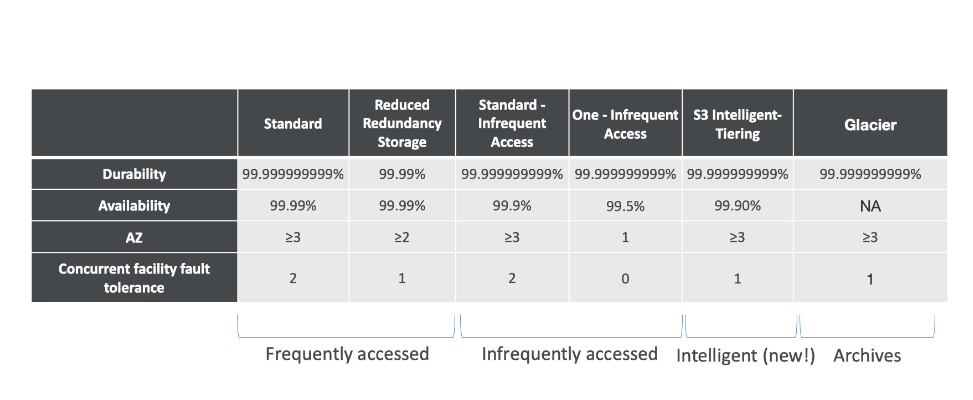 Standard
Reduced Redundancy Storage
Standard - Infrequent Access
One - Infrequent Access
S3 Intelligent-Tiering
Glacier
Durability 99.999999999% 99.99% 99.999999999% 99.999999999% 99.999999999% 99.999999999%
Availability 99.99% 99.99% 99.9% 99.5% 99.90% NA
AZ ≥3 ≥2 ≥3 1 ≥3 ≥3
Concurrent facility fault tolerance 2 1 2 0 1 1
Frequently accessed Infrequently accessed Intelligent (new!) Archives